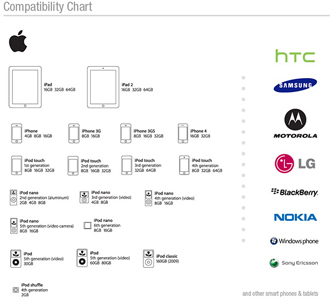 Compatibility Chart
iPad
16GB 32GB 64GB
iPad 2
16GB 32GB 64GB
iPhone
4GB 8GB 16GB
iPhone 3G
8GB 16GB
iPhone 3GS
8GB 16GB 32GB
iPhone 4
16GB 32GB
iPod touch
1st generation
8GB 16GB 32GB
iPod touch
2nd generation
8GB 16GB 32GB
iPod touch
3rd generation
32GB 64GB
iPod touch
4th generation
8GB 32GB 64GB
iPod nano
2nd generation (aluminum)
2GB 4GB 8GB
iPod nano
3rd generation (video)
4GB 8GB
iPod nano
4th generation (video)
8GB 16GB
iPod nano
5th generation (video camera)
8GB 16GB
iPod nano
6th generation
8GB 16GB
iPod
5th generation (video)
30GB
iPod
5th generation (video)
60GB 80GB
iPod classic
160GB (2009)
iPod shuffle
4th generation
2GB
hTC
SAMSUNG
MOTOROLA
LG
BlackBerry
NOKIA
Windows phone
Sony Ericsson
and other smart phones & tablets